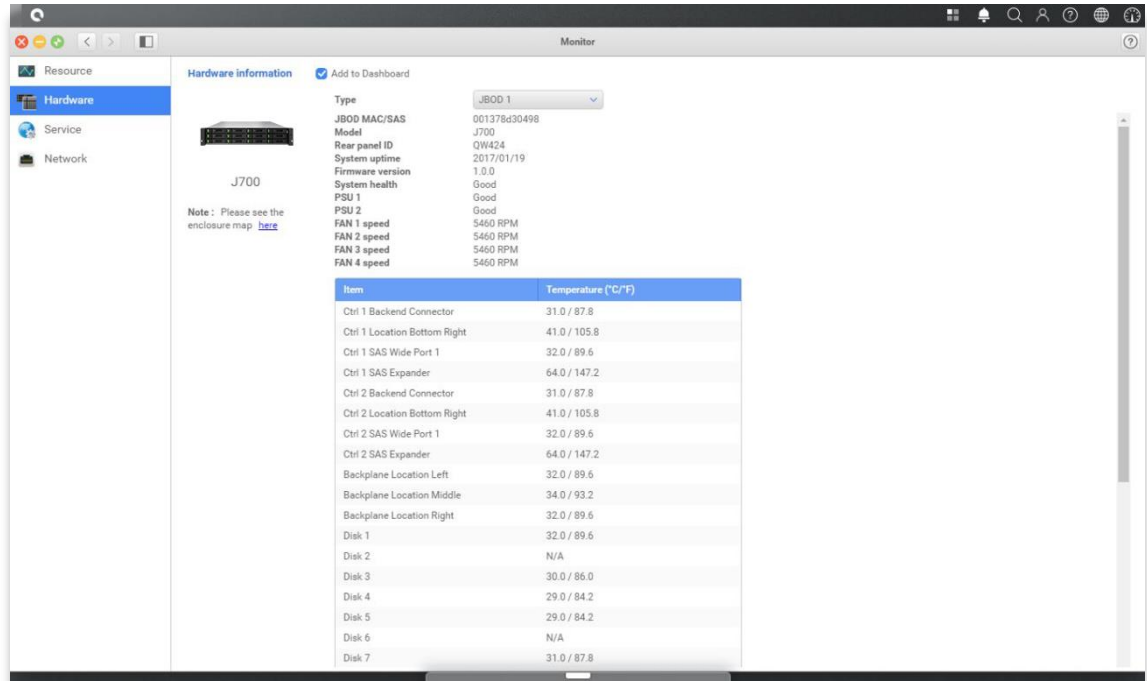 Monitor
Resource
Hardware
Service
Network
Hardware information
Add to Dashboard
J700
Note : Please see the
enclosure map here
Type JBOD 1
JBOD MAC/SAS 001378d30498
Model J700
Rear panel ID QW424
System uptime 2017/01/19
Firmware version 1.0.0
System health Good
PSU 1 Good
PSU 2 Good
FAN 1 speed 5460 RPM
FAN 2 speed 5460 RPM
FAN 3 speed 5460 RPM
FAN 4 speed 5460 RPM
Item Temperature (°C/°F)
Ctrl 1 Backend Connector 31.0 / 87.8
Ctrl 1 Location Bottom Right 41.0 / 105.8
Ctrl 1 SAS Wide Port 1 32.0 / 89.6
Ctrl 1 SAS Expander 64.0 / 147.2
Ctrl 2 Backend Connector 31.0 / 87.8
Ctrl 2 Location Bottom Right 41.0 / 105.8
Ctrl 2 SAS Wide Port 1 32.0 / 89.6
Ctrl 2 SAS Expander 64.0 / 147.2
Backplane Location Left 32.0 / 89.6
Backplane Location Middle 34.0 / 93.2
Backplane Location Right 32.0 / 89.6
Disk 1 32.0 / 89.6
Disk 2 N/A
Disk 3 30.0 / 86.0
Disk 4 29.0 / 84.2
Disk 5 29.0 / 84.2
Disk 6 N/A
Disk 7 31.0 / 87.8